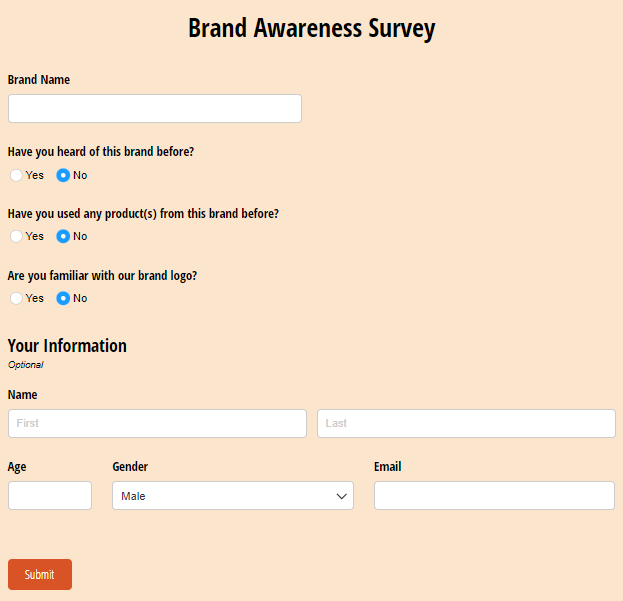 Brand Awareness Survey
Brand Name
Have you heard of this brand before?
Yes No
Have you used any product(s) from this brand before?
Yes No
Are you familiar with our brand logo?
Yes No
Your Information
Optional
Name
First Last
Age Gender Email
Male
Submit